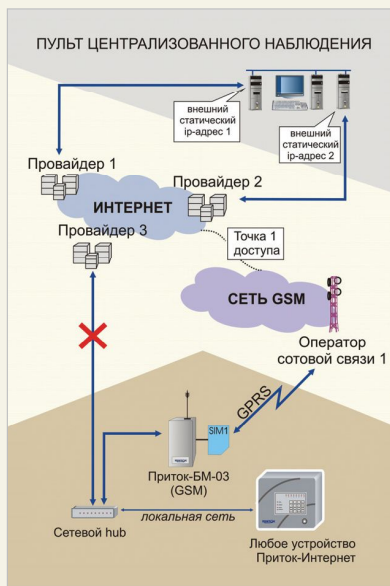 ПУЛЬТ ЦЕНТРАЛИЗОВАННОГО НАБЛЮДЕНИЯ
внешний
статический
ip-адрес 1
внешний
статический
ip-адрес 2
Провайдер 1
Провайдер 2
ИНТЕРНЕТ
Провайдер 3
Точка 1
доступа
СЕТЬ GSM
Оператор
сотовой связи 1
GPRS
SIM1
Приток-БМ-03
(GSM)
Сетевой hub
локальная сеть
Любое устройство
Приток-Интернет